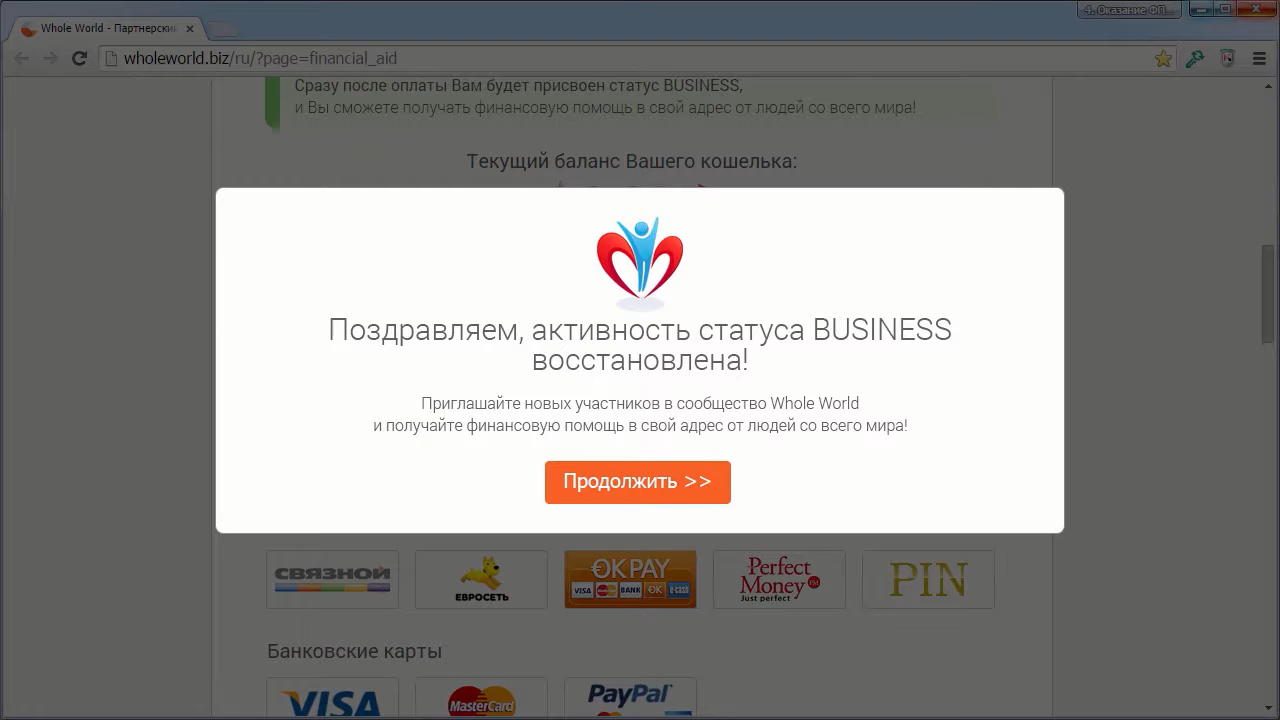 4. Оказание ФП...
Whole World - Партнерски
wholeworld.biz/ru/?page=financial_aid
Сразу после оплаты Вам будет присвоен статус BUSINESS,
и Вы сможете получать финансовую помощь в свой адрес от людей со всего мира!
Текущий баланс Вашего кошелька:
Поздравляем, активность статуса BUSINESS
восстановлена!
Приглашайте новых участников в сообщество Whole World
и получайте финансовую помощь в свой адрес от людей со всего мира!
Продолжить >>
СВЯЗНОЙ
ЕВРОСЕТЬ
OKPAY
VISA MasterCard BANK OK e-cash
Perfect
Money PM
Just perfect
PIN
Банковские карты
VISA
MasterCard
PayPal